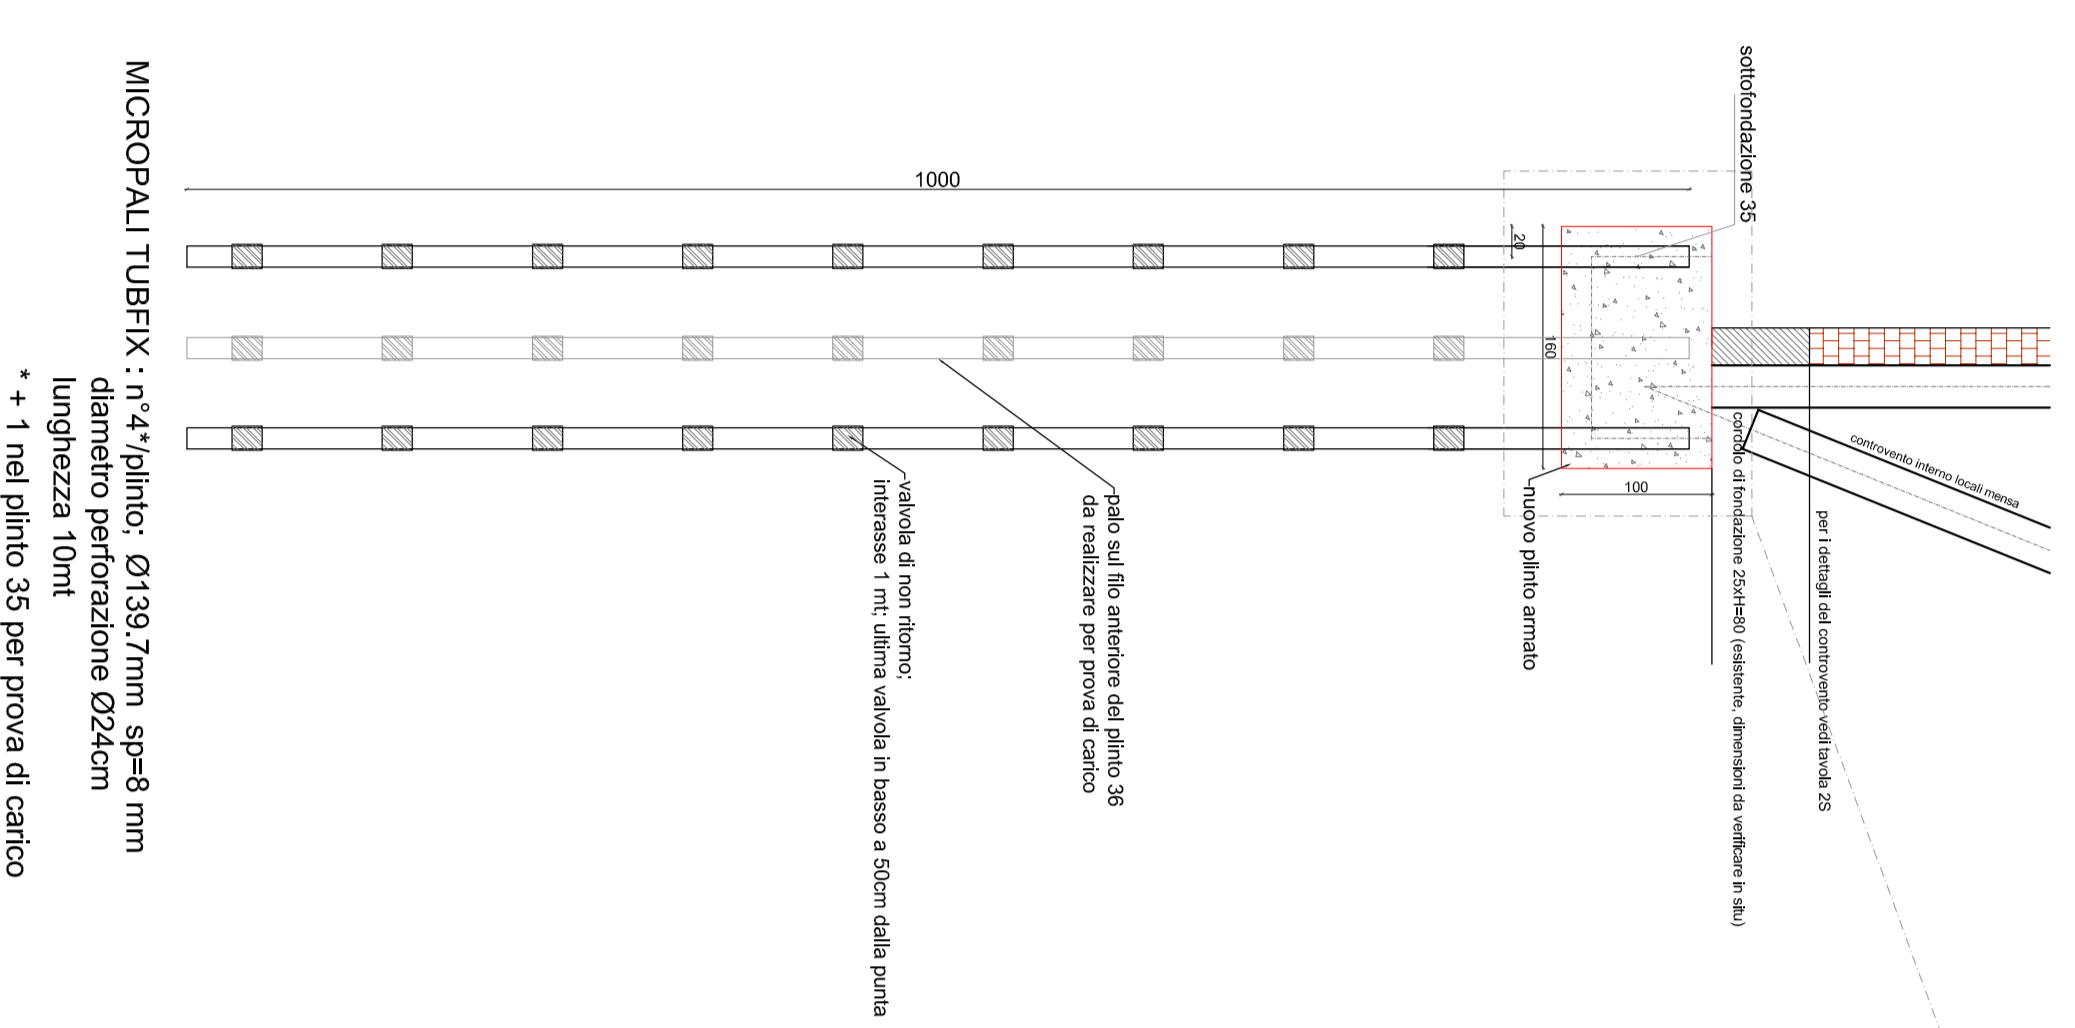 sottofondazione 35
per i dettagli del controvento vedi tavola 2S
controvento interno locali mensa
cordolo di fondazione 25xH=80 (esistente, dimensioni da verificare in situ)
100
nuovo plinto armato
160
20
1000
palo sul filo anteriore del plinto 36
da realizzare per prova di carico
valvola di non ritorno;
interasse 1 mt; ultima valvola in basso a 50cm dalla punta
MICROPALI TUBFIX : n°4*/plinto; Ø139.7mm sp=8 mm
diametro perforazione Ø24cm
lunghezzza 10mt
* + 1 nel plinto 35 per prova di carico